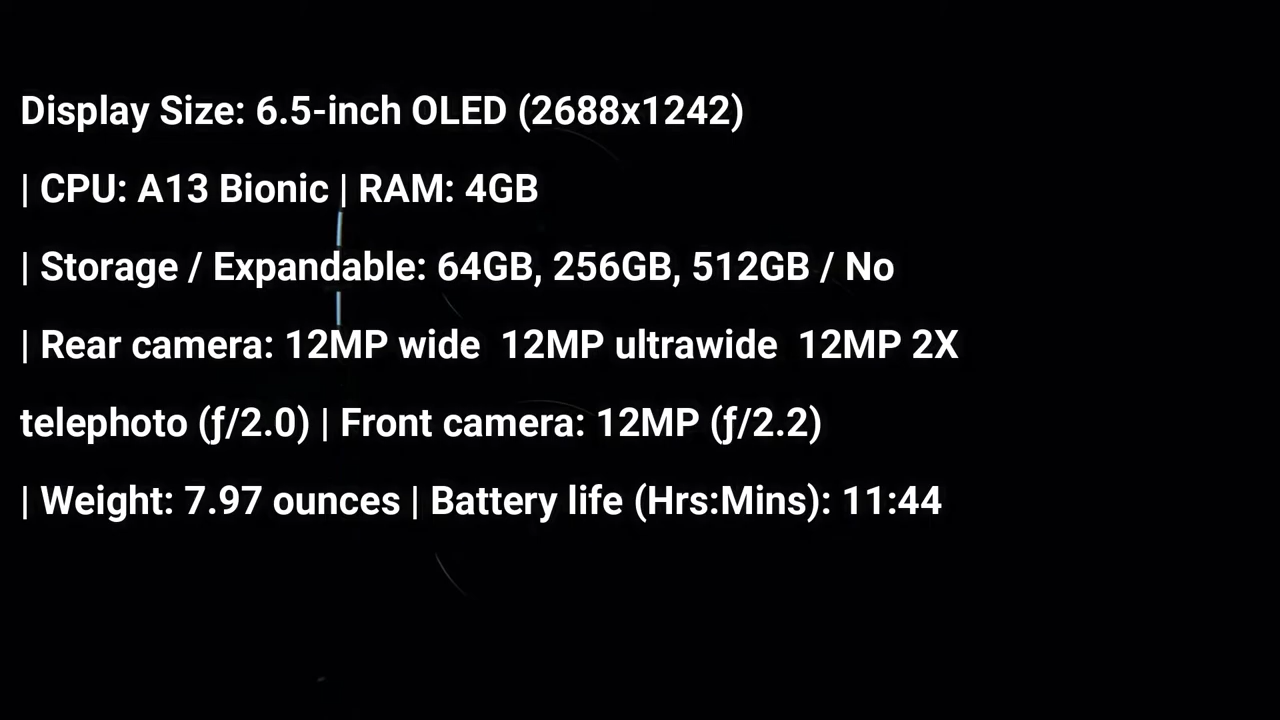 Display Size: 6.5-inch OLED (2688x1242)
| CPU: A13 Bionic | RAM: 4GB
| Storage / Expandable: 64GB, 256GB, 512GB / No
| Rear camera: 12MP wide  12MP ultrawide  12MP 2X
telephoto (ƒ/2.0) | Front camera: 12MP (ƒ/2.2)
| Weight: 7.97 ounces | Battery life (Hrs:Mins): 11:44